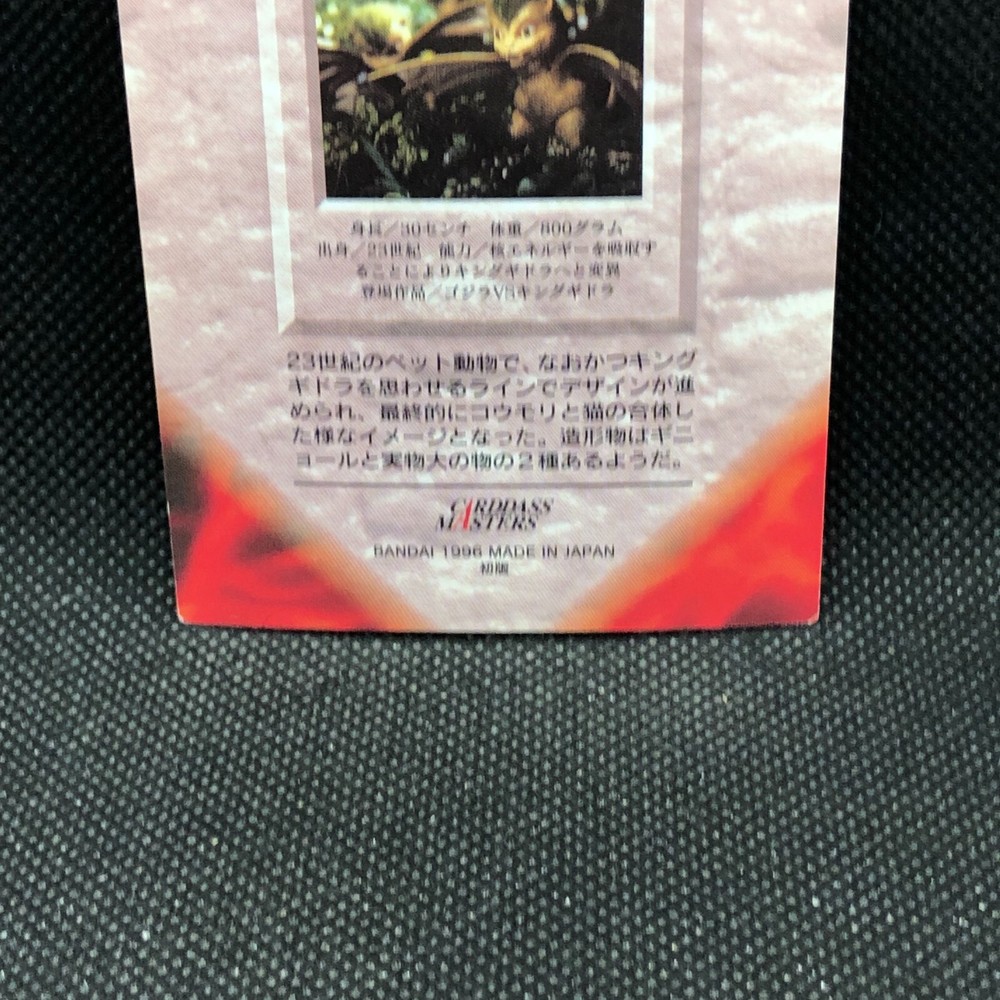 身長／30センチ　体重／800グラム
出身／23世紀　能力／核エネルギーを吸収す
ることによりキングギドラへと変異
登場作品／ゴジラVSキングギドラ
23世紀のペット動物で、なおかつキング
ギドラを思わせるラインでデザインが進
められ、最終的にコウモリと猫の合体し
た様なイメージとなった。造形物はギニ
ョールと実物大の物の2種あるようだ。
CARDDASS
MASTERS
BANDAI 1996 MADE IN JAPAN
初版